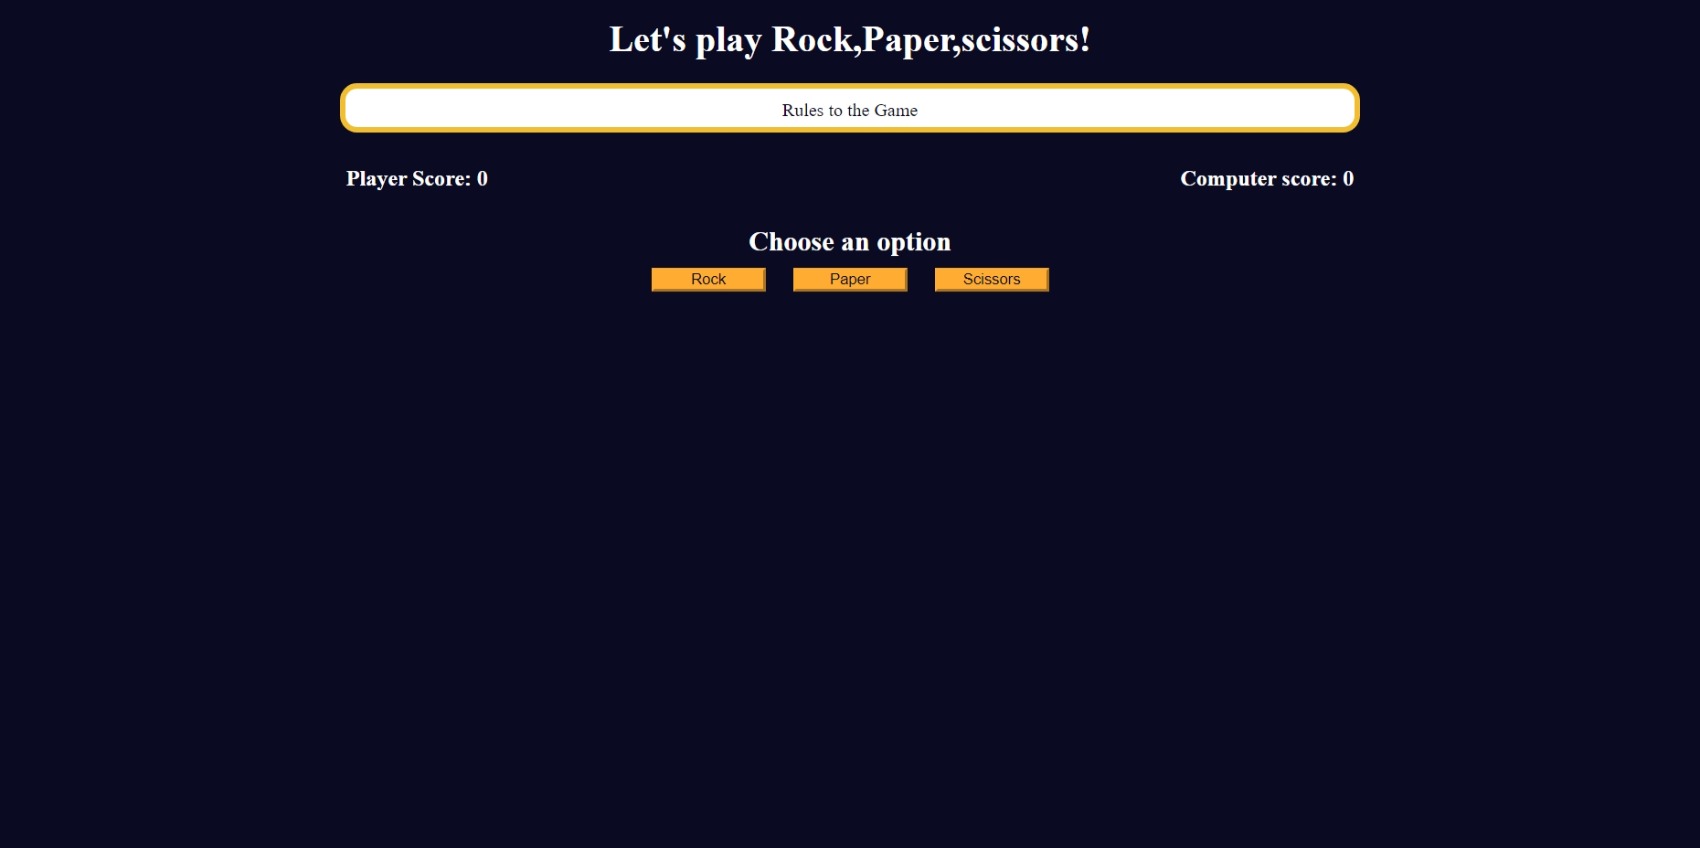 Let's play Rock,Paper,scissors!
Rules to the Game
Player Score: 0
Computer score: 0
Choose an option
Rock
Paper
Scissors